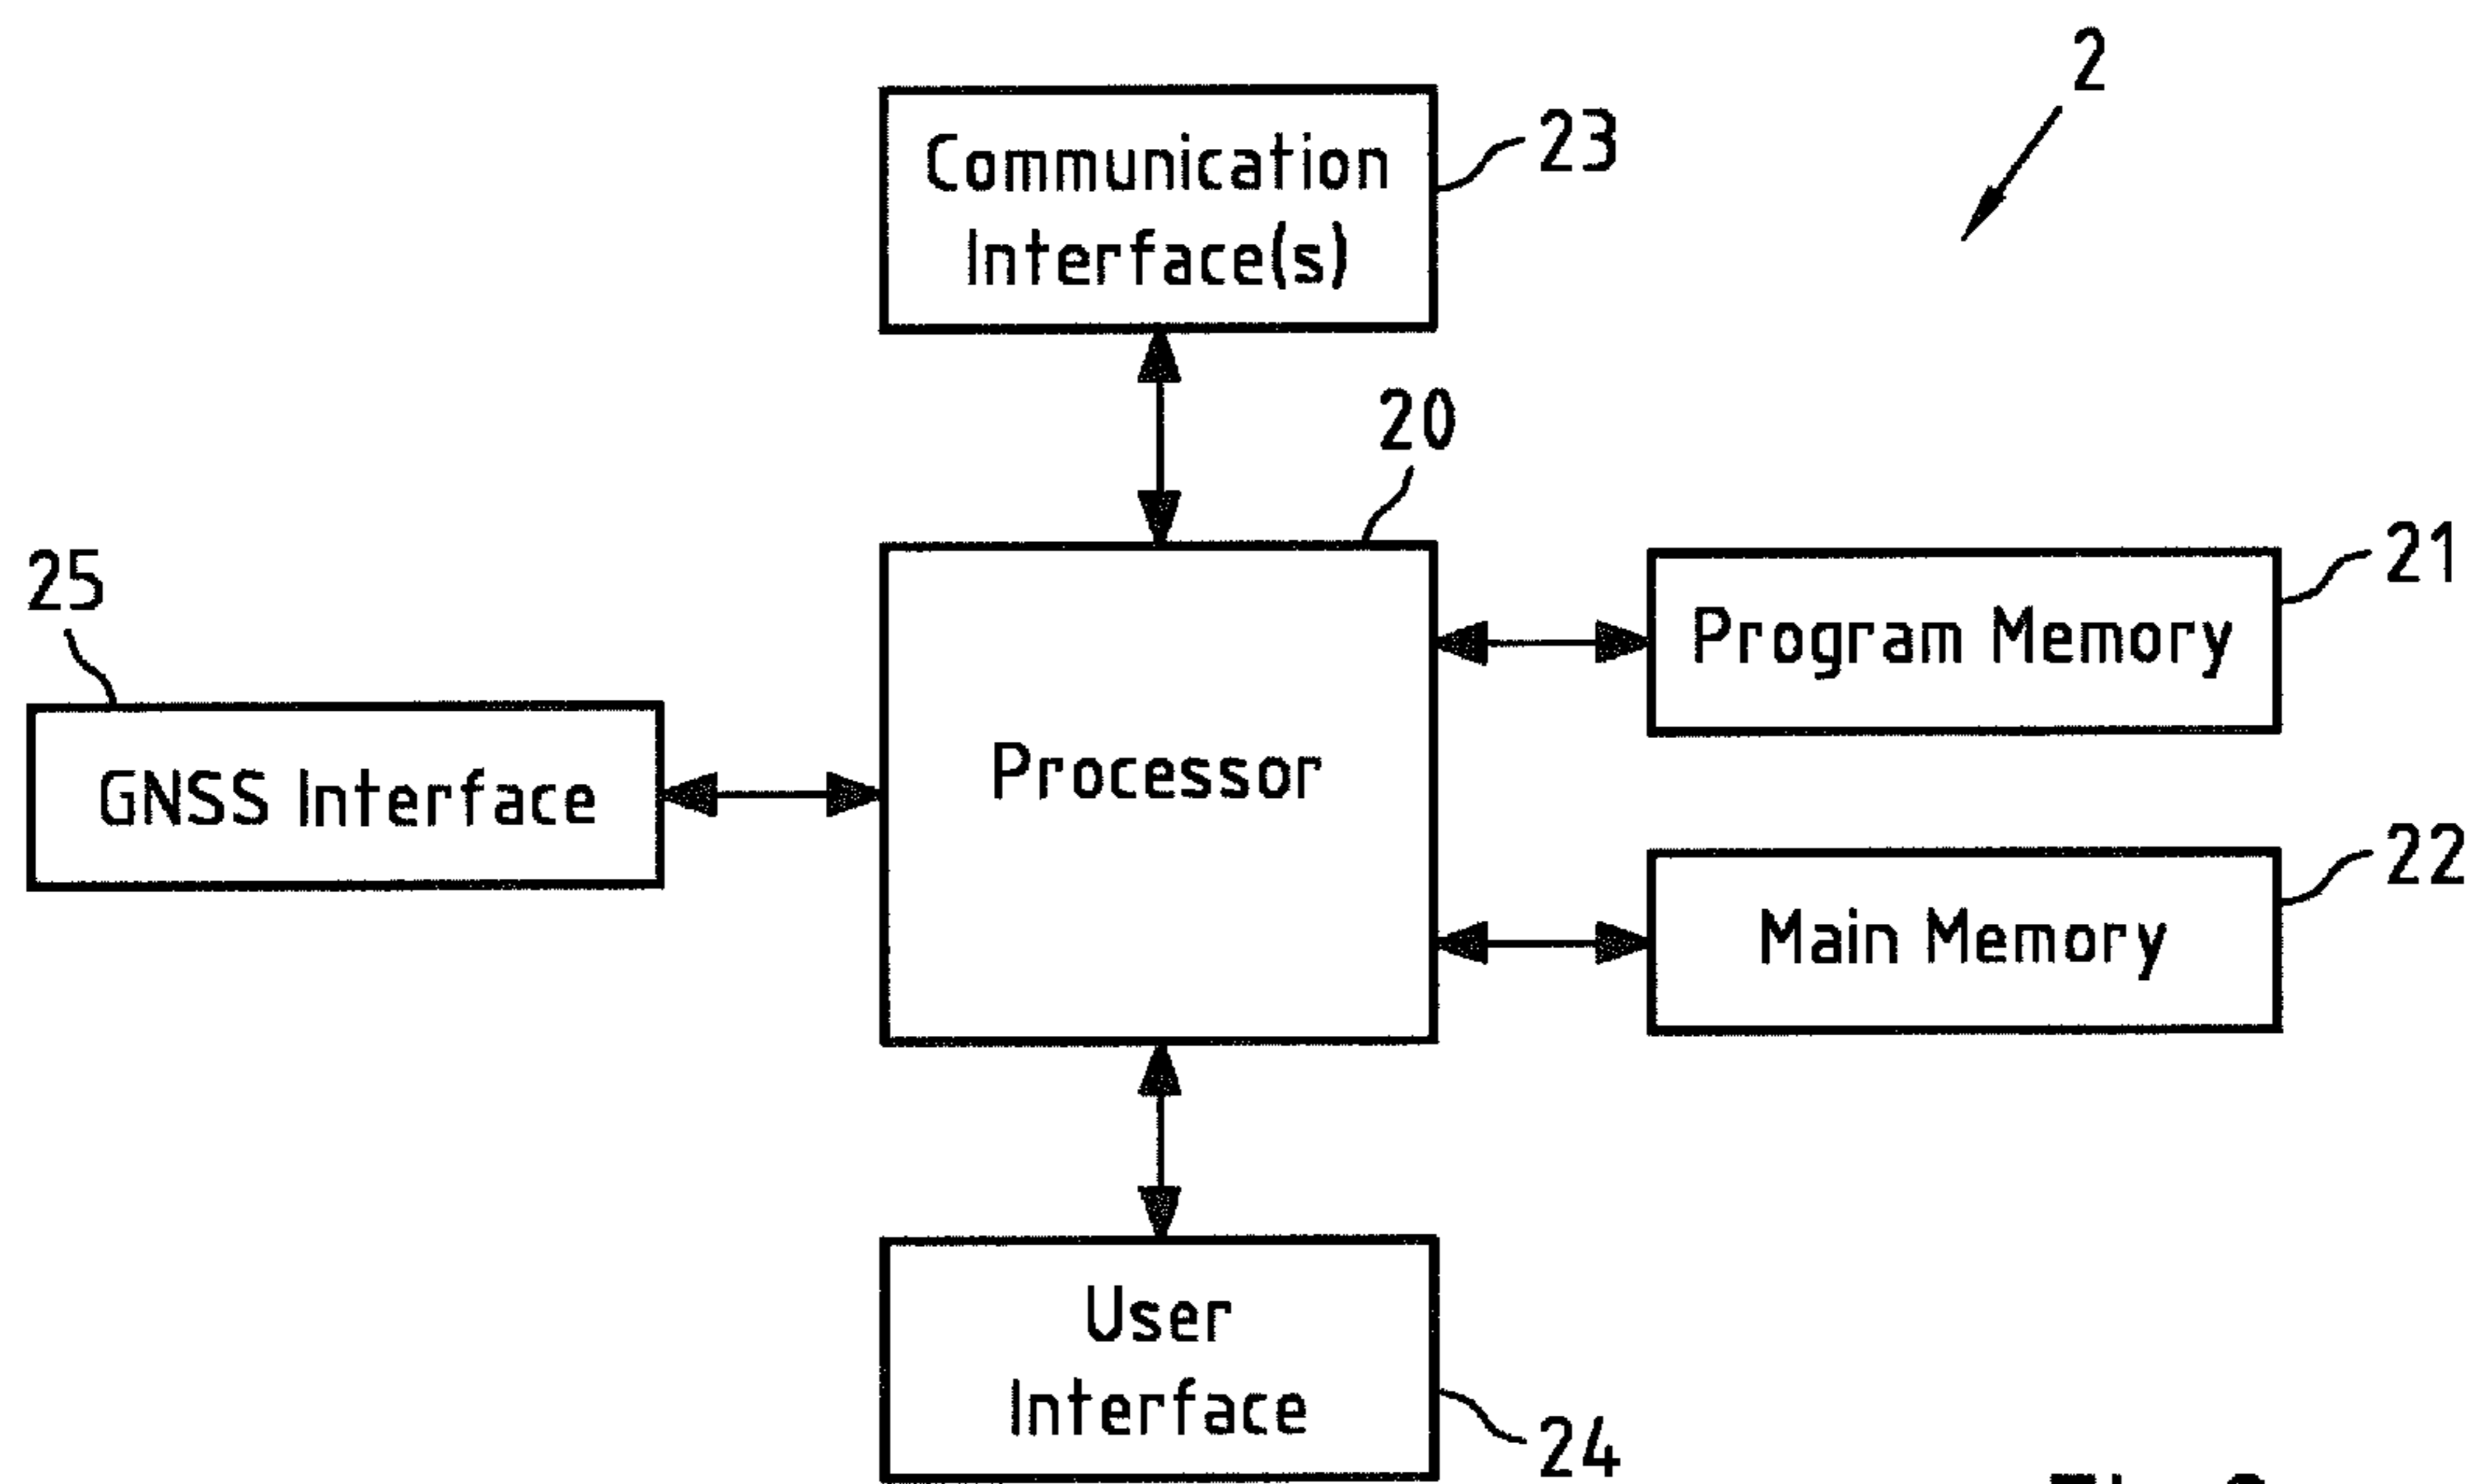 2
Communication
Interface(s)
23
20
25
21
Program Memory
GNSS Interface
Processor
22
Main Memory
User
Interface
24